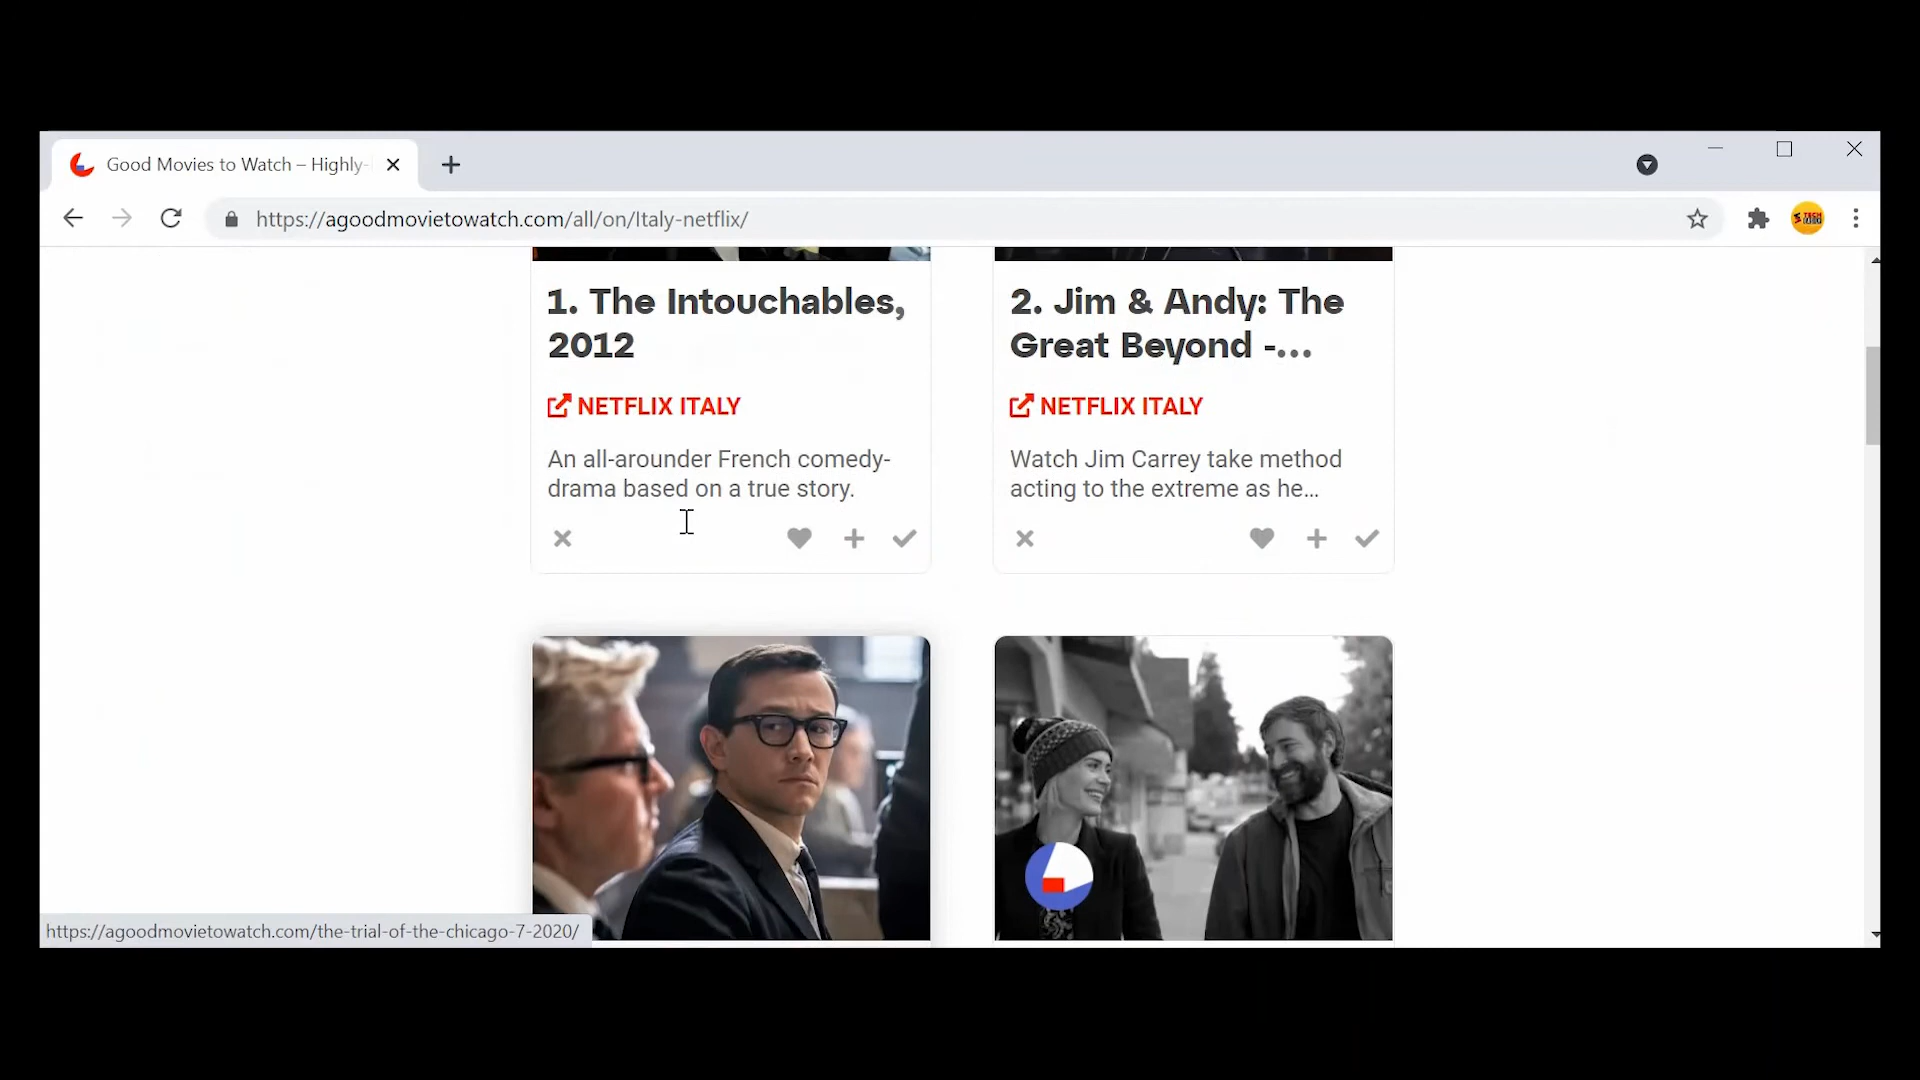 Good Movies to Watch – Highly-
https://agoodmovietowatch.com/all/on/Italy-netflix/
1. The Intouchables,
2012
NETFLIX ITALY
An all-arounder French comedy-
drama based on a true story.
2. Jim & Andy: The
Great Beyond -...
NETFLIX ITALY
Watch Jim Carrey take method
acting to the extreme as he...
https://agoodmovietowatch.com/the-trial-of-the-chicago-7-2020/